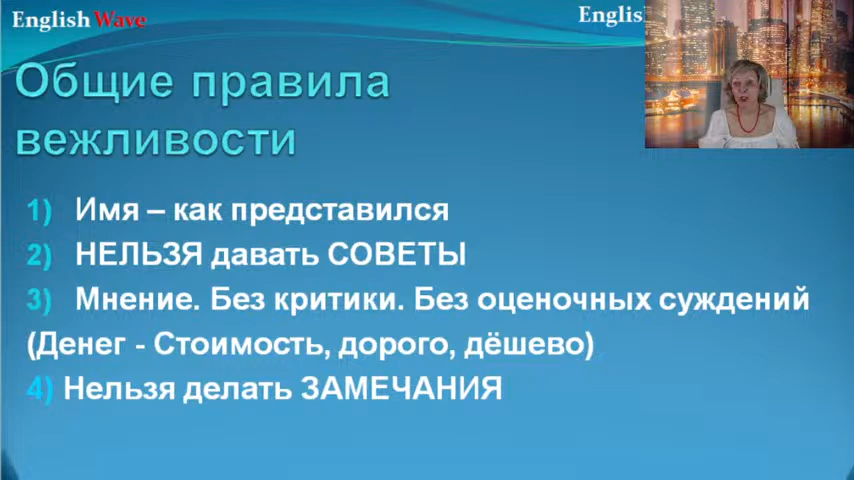 English Wave
Общие правила
вежливости
1) Имя – как представился
2) НЕЛЬЗЯ давать СОВЕТЫ
3) Мнение. Без критики. Без оценочных суждений
(Денег - Стоимость, дорого, дёшево)
4) Нельзя делать ЗАМЕЧАНИЯ